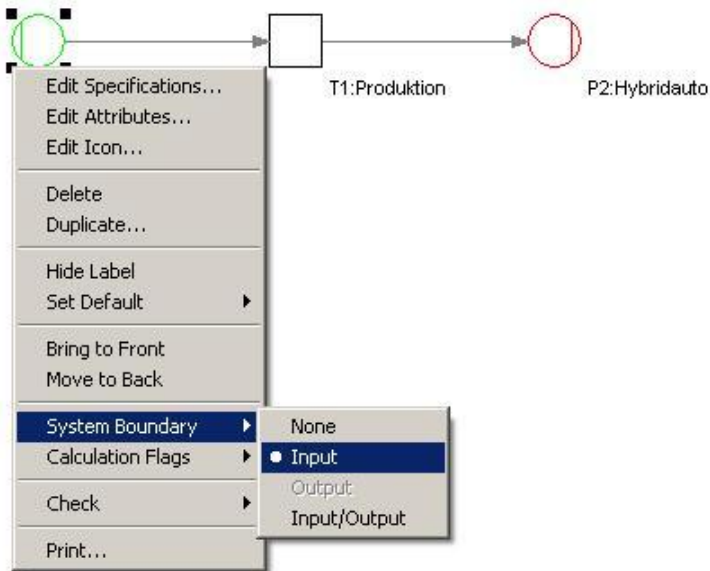 T1:Produktion
P2:Hybridauto
Edit Specifications...
Edit Attributes...
Edit Icon...
Delete
Duplicate...
Hide Label
Set Default
Bring to Front
Move to Back
System Boundary
Calculation Flags
Check
Print...
None
Input
Output
Input/Output